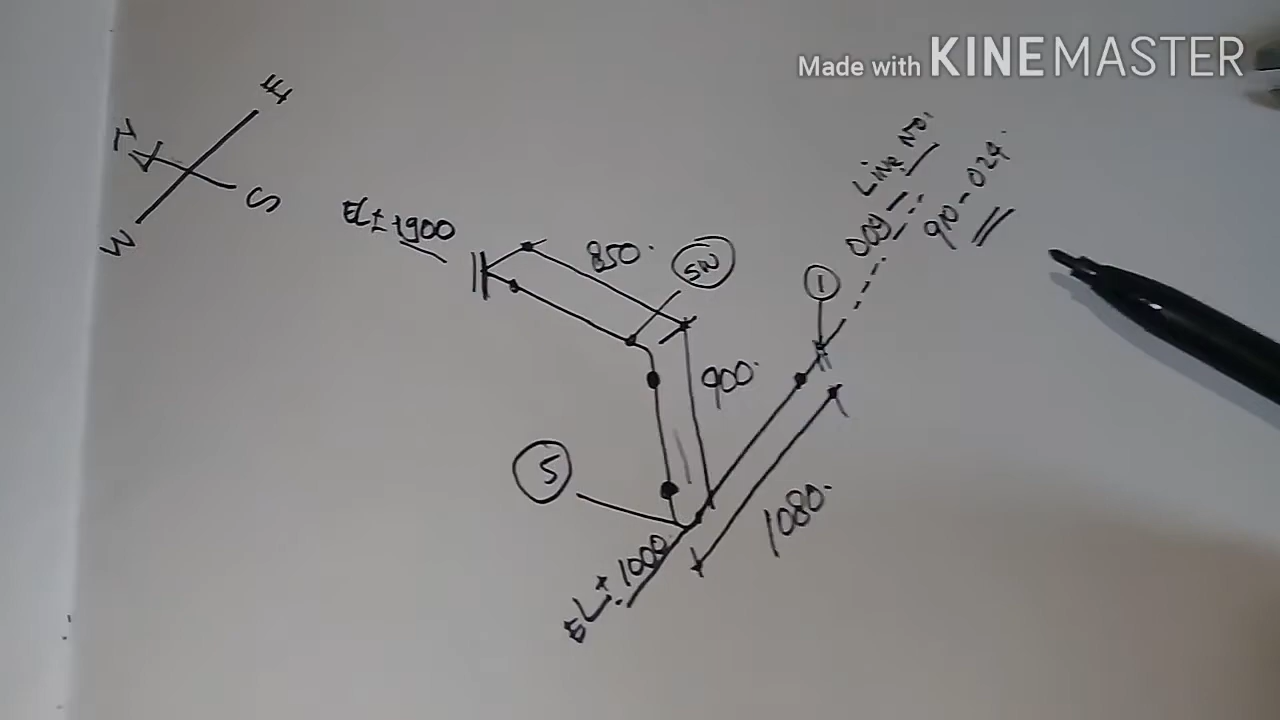 Made with KINEMASTER
E
N
S
W
EL± +1900
850.
SW
Line No.
009
910-024.
1
900.
5
1080.
EL± +1000